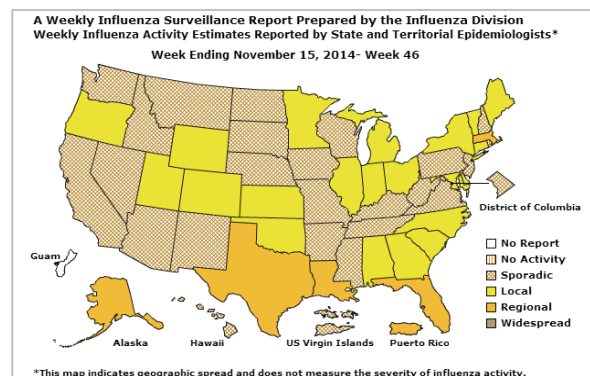 A Weekly Influenza Surveillance Report Prepared by the Influenza Division
Weekly Influenza Activity Estimates Reported by State and Territorial Epidemiologists*
Week Ending November 15, 2014- Week 46
District of Columbia
No Report
No Activity
Sporadic
Local
Regional
Widespread
Guam
Alaska
Hawaii
US Virgin Islands
Puerto Rico
*This map indicates geographic spread and does not measure the severity of influenza activity.